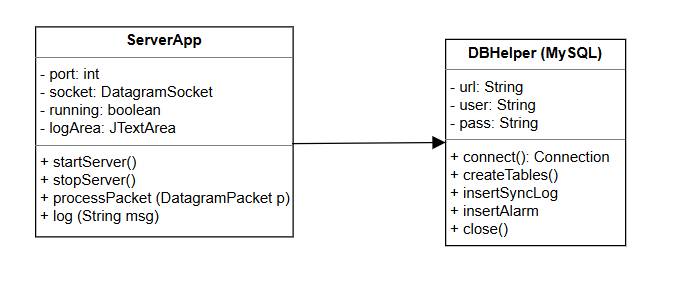 ServerApp
- port: int
- socket: DatagramSocket
- running: boolean
- logArea: JTextArea
+ startServer()
+ stopServer()
+ processPacket (DatagramPacket p)
+ log (String msg)
DBHelper (MySQL)
- url: String
- user: String
- pass: String
+ connect(): Connection
+ createTables()
+ insertSyncLog
+ insertAlarm
+ close()